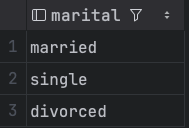 marital
1 married
2 single
3 divorced